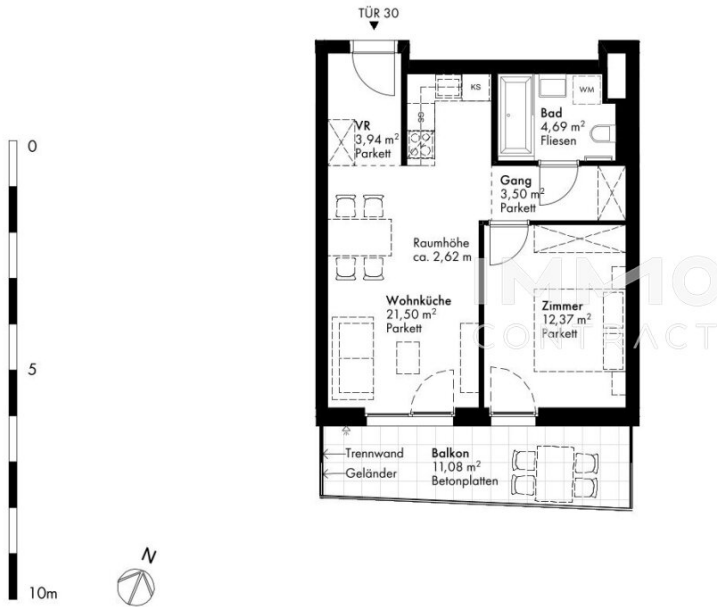 TÜR 30
0
KS
WM
Bad
4,69 m²
Fliesen
VR
3,94 m²
Parkett
GS
Gang
3,50 m²
Parkett
Raumhöhe
ca. 2,62 m
IMMO
CONTRACT
Wohnküche
21,50 m²
Parkett
Zimmer
12,37 m²
Parkett
5
Trennwand
Geländer
Balkon
11,08 m²
Betonplatten
N
10m